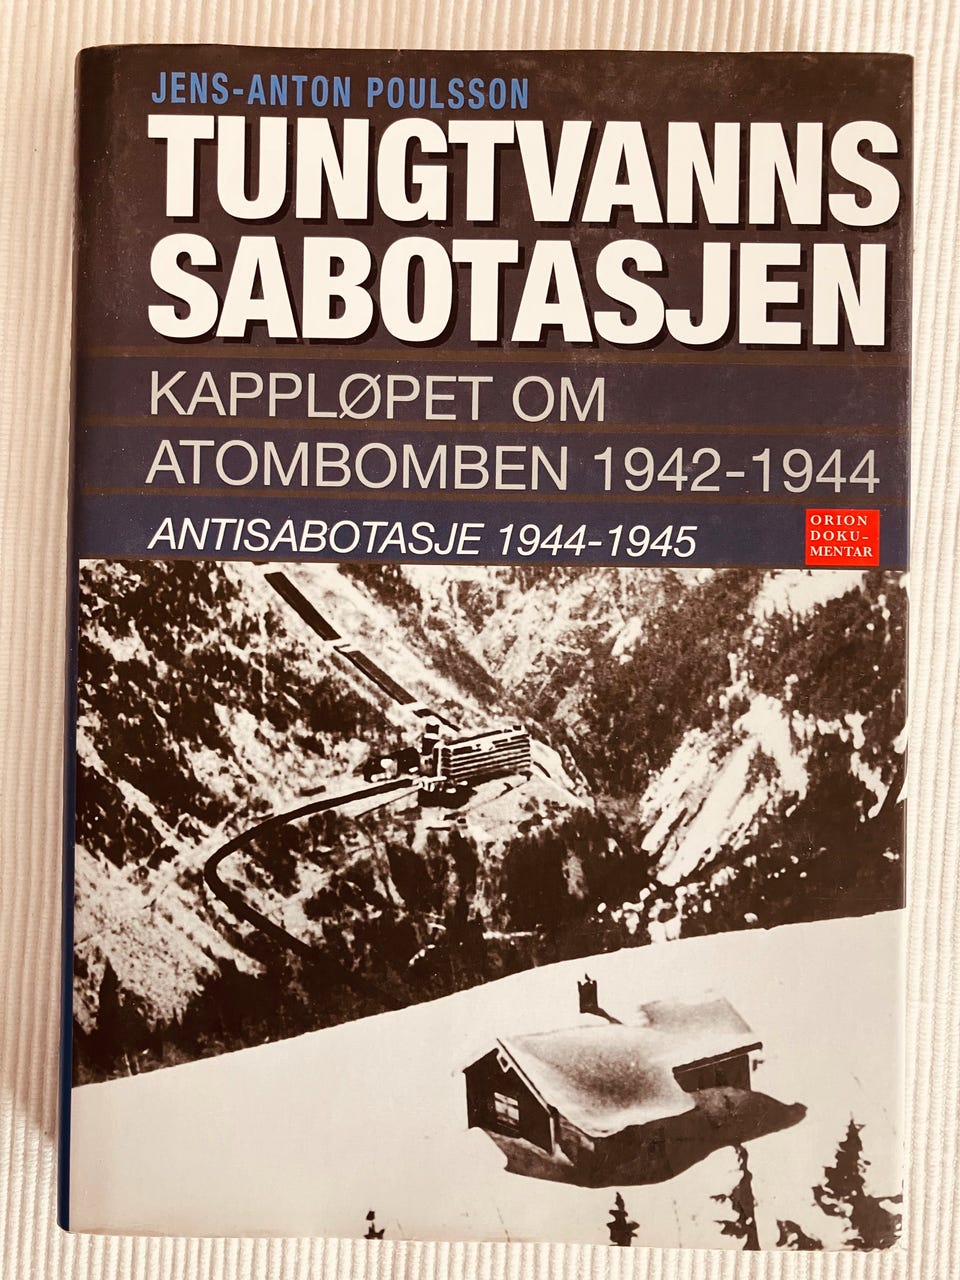 JENS-ANTON POULSSON
TUNGTVANNS
SABOTASJEN
KAPPLØPET OM
ATOMBOMBEN 1942-1944
ANTISABOTASJE 1944-1945
ORION
DOKU-
MENTAR